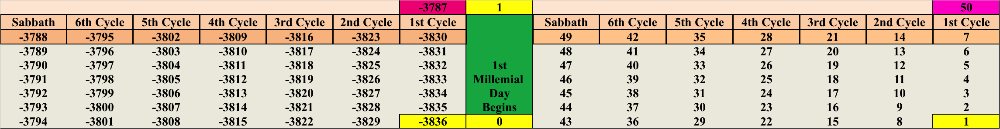 -3787 1 50
Sabbath 6th Cycle 5th Cycle 4th Cycle 3rd Cycle 2nd Cycle 1st Cycle Sabbath 6th Cycle 5th Cycle 4th Cycle 3rd Cycle 2nd Cycle 1st Cycle
-3788 -3795 -3802 -3809 -3816 -3823 -3830 49 42 35 28 21 14 7
-3789 -3796 -3803 -3810 -3817 -3824 -3831 48 41 34 27 20 13 6
-3790 -3797 -3804 -3811 -3818 -3825 -3832 1st 47 40 33 26 19 12 5
-3791 -3798 -3805 -3812 -3819 -3826 -3833 Millemial 46 39 32 25 18 11 4
-3792 -3799 -3806 -3813 -3820 -3827 -3834 Day 45 38 31 24 17 10 3
-3793 -3800 -3807 -3814 -3821 -3828 -3835 Begins 44 37 30 23 16 9 2
-3794 -3801 -3808 -3815 -3822 -3829 -3836 0 43 36 29 22 15 8 1